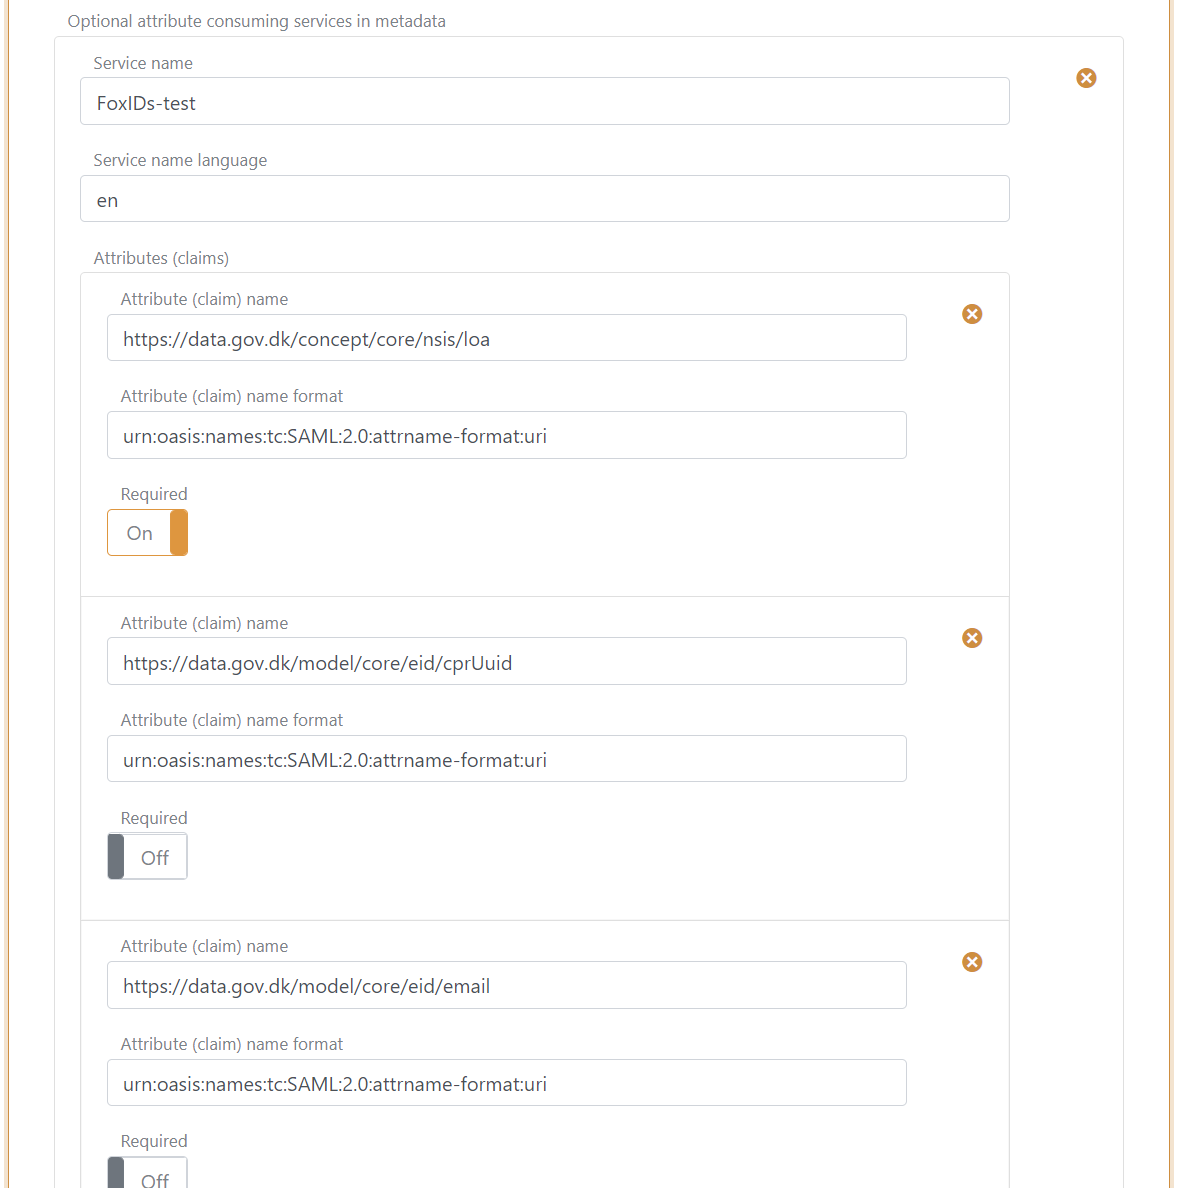 Optional attribute consuming services in metadata
Service name
FoxIDs-test
Service name language
en
Attributes (claims)
Attribute (claim) name
https://data.gov.dk/concept/core/nsis/loa
Attribute (claim) name format
urn:oasis:names:tc:SAML:2.0:attrname-format:uri
Required
On
Attribute (claim) name
https://data.gov.dk/model/core/eid/cprUuid
Attribute (claim) name format
urn:oasis:names:tc:SAML:2.0:attrname-format:uri
Required
Off
Attribute (claim) name
https://data.gov.dk/model/core/eid/email
Attribute (claim) name format
urn:oasis:names:tc:SAML:2.0:attrname-format:uri
Required
Off